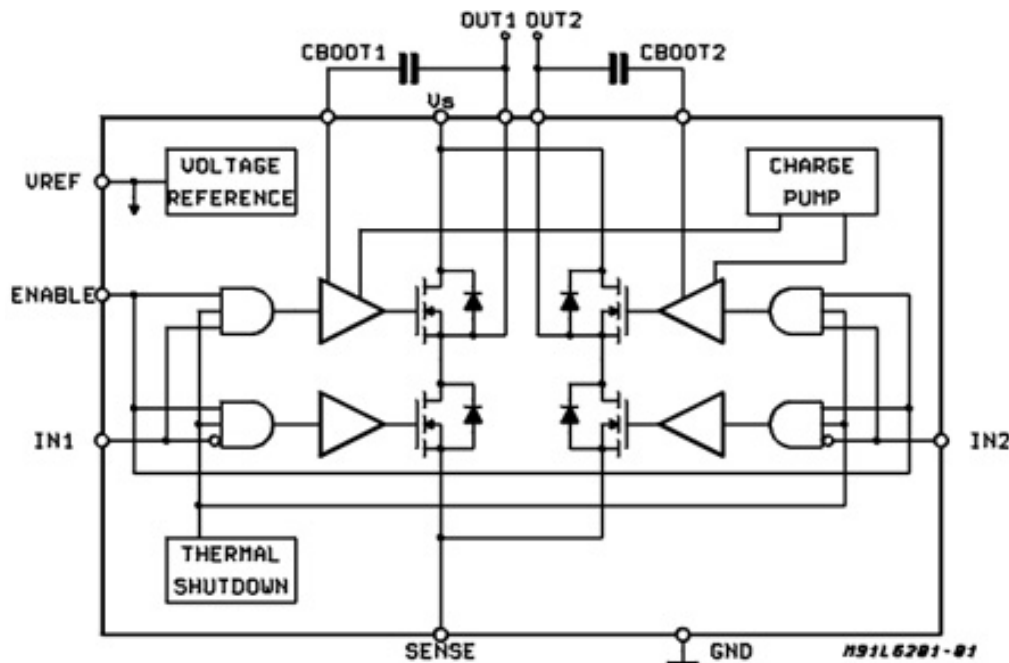 OUT1 OUT2
CBOOT1
CBOOT2
Vs
VOLTAGE
REFERENCE
CHARGE
PUMP
VREF
ENABLE
IN1
IN2
THERMAL
SHUTDOWN
SENSE
GND
M91L6201-01